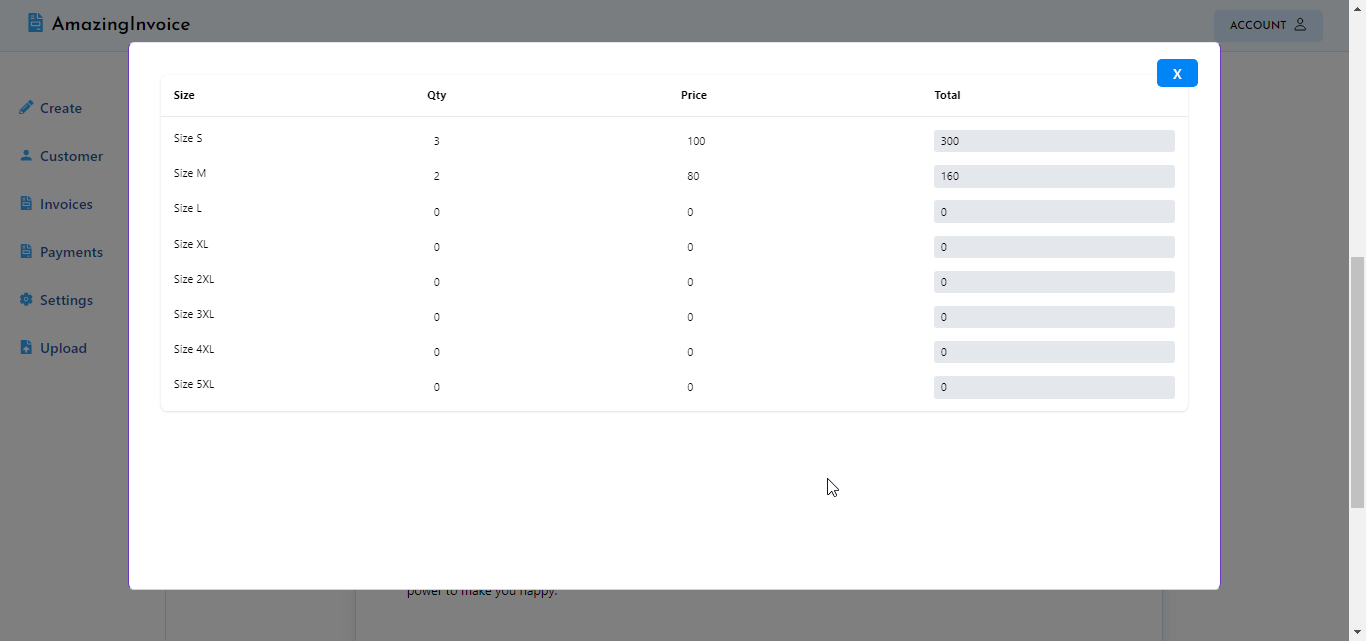 AmazingInvoice
ACCOUNT
X
Size Qty Price Total
Size S 3 100 300
Size M 2 80 160
Size L 0 0 0
Size XL 0 0 0
Size 2XL 0 0 0
Size 3XL 0 0 0
Size 4XL 0 0 0
Size 5XL 0 0 0
Create
Customer
Invoices
Payments
Settings
Upload
power to make you happy.